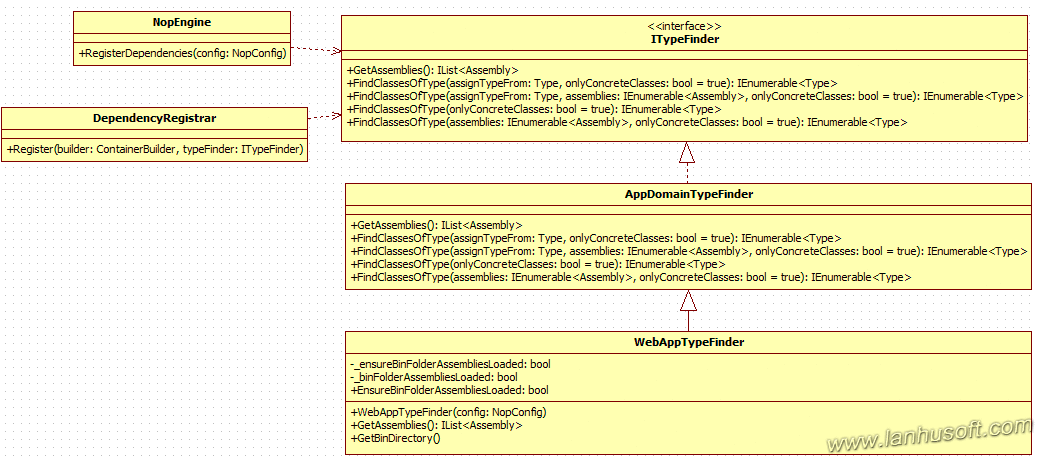 NopEngine
+RegisterDependencies(config: NopConfig)
DependencyRegistrar
+Register(builder: ContainerBuilder, typeFinder: ITypeFinder)
<<interface>>
ITypeFinder
+GetAssemblies(): IList<Assembly>
+FindClassesOfType(assignTypeFrom: Type, onlyConcreteClasses: bool = true): IEnumerable<Type>
+FindClassesOfType(assignTypeFrom: Type, assemblies: IEnumerable<Assembly>, onlyConcreteClasses: bool = true): IEnumerable<Type>
+FindClassesOfType(onlyConcreteClasses: bool = true): IEnumerable<Type>
+FindClassesOfType(assemblies: IEnumerable<Assembly>, onlyConcreteClasses: bool = true): IEnumerable<Type>
AppDomainTypeFinder
+GetAssemblies(): IList<Assembly>
+FindClassesOfType(assignTypeFrom: Type, onlyConcreteClasses: bool = true): IEnumerable<Type>
+FindClassesOfType(assignTypeFrom: Type, assemblies: IEnumerable<Assembly>, onlyConcreteClasses: bool = true): IEnumerable<Type>
+FindClassesOfType(onlyConcreteClasses: bool = true): IEnumerable<Type>
+FindClassesOfType(assemblies: IEnumerable<Assembly>, onlyConcreteClasses: bool = true): IEnumerable<Type>
WebAppTypeFinder
-_ensureBinFolderAssembliesLoaded: bool
-_binFolderAssembliesLoaded: bool
+EnsureBinFolderAssembliesLoaded: bool
+WebAppTypeFinder(config: NopConfig)
+GetAssemblies(): IList<Assembly>
+GetBinDirectory()
www.lanhusoft.com